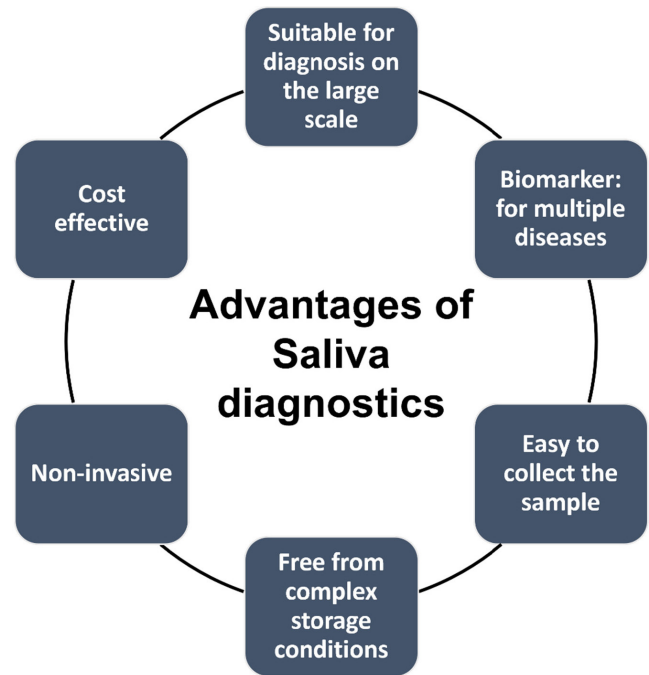 Suitable for
diagnosis on
the large
scale
Biomarker:
for multiple
diseases
Easy to
collect the
sample
Free from
complex
storage
conditions
Non-invasive
Cost
effective
Advantages of
Saliva
diagnostics